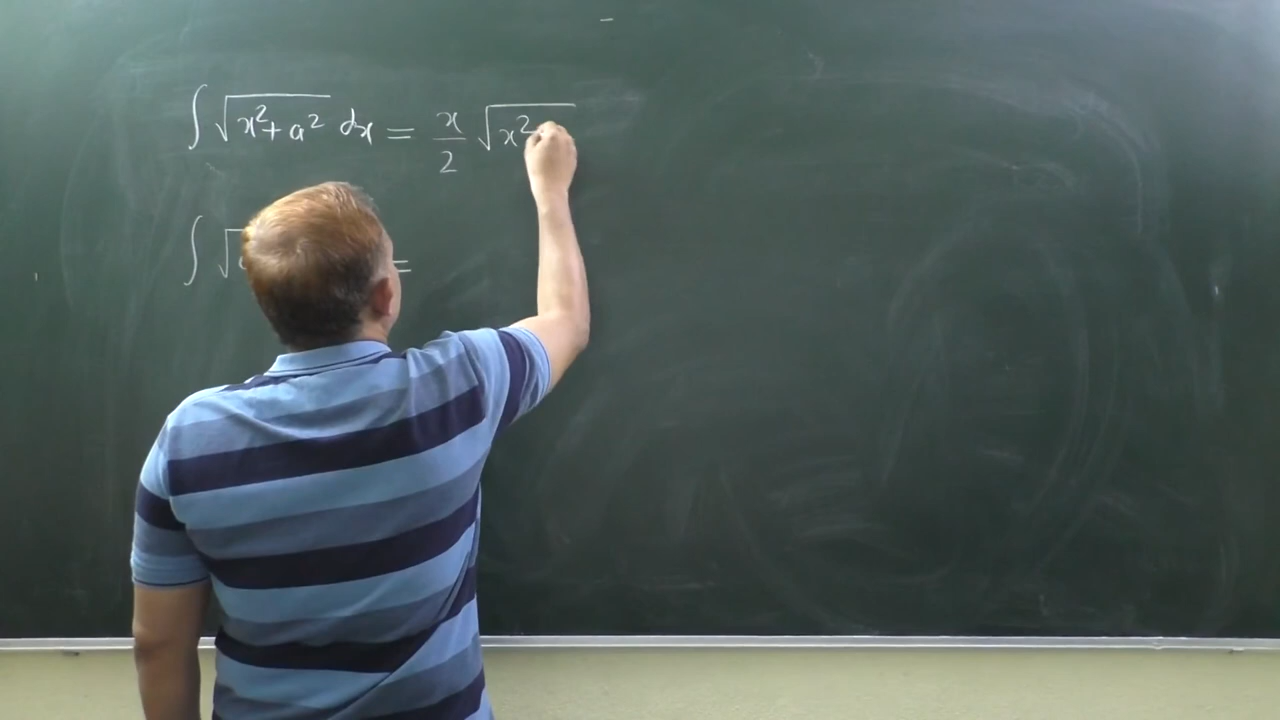 ∫ √(x² + a²) dx = x/2 √(x²
∫ √ =